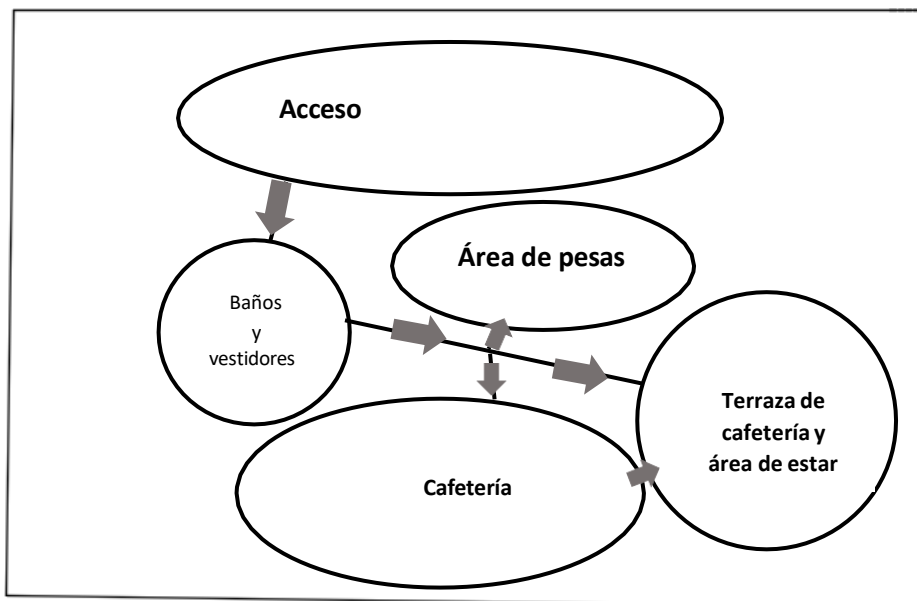 Acceso
Área de pesas
Baños
y
vestidores
Terraza de
cafetería y
área de estar
Cafetería